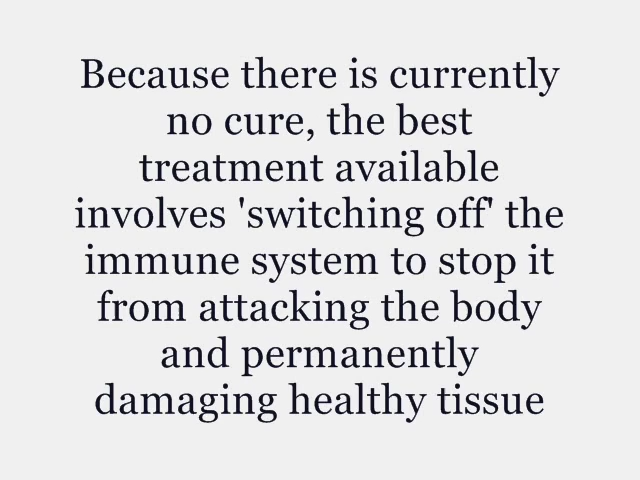 Because there is currently
no cure, the best
treatment available
involves 'switching off' the
immune system to stop it
from attacking the body
and permanently
damaging healthy tissue